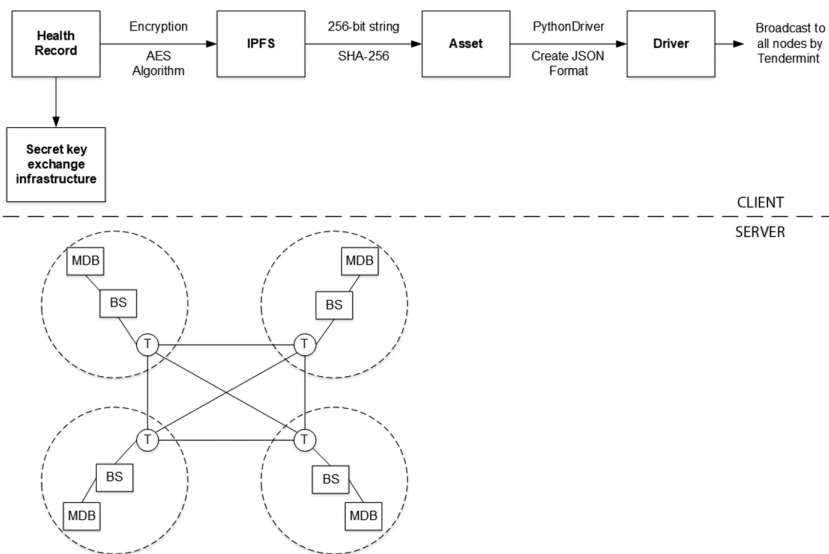 Health
Record
Encryption
AES
Algorithm
IPFS
256-bit string
SHA-256
Asset
PythonDriver
Create JSON
Format
Driver
Broadcast to
all nodes by
Tendermint
Secret key
exchange
infrastructure
CLIENT
SERVER
MDB
BS
T
MDB
BS
T
T
BS
MDB
T
BS
MDB